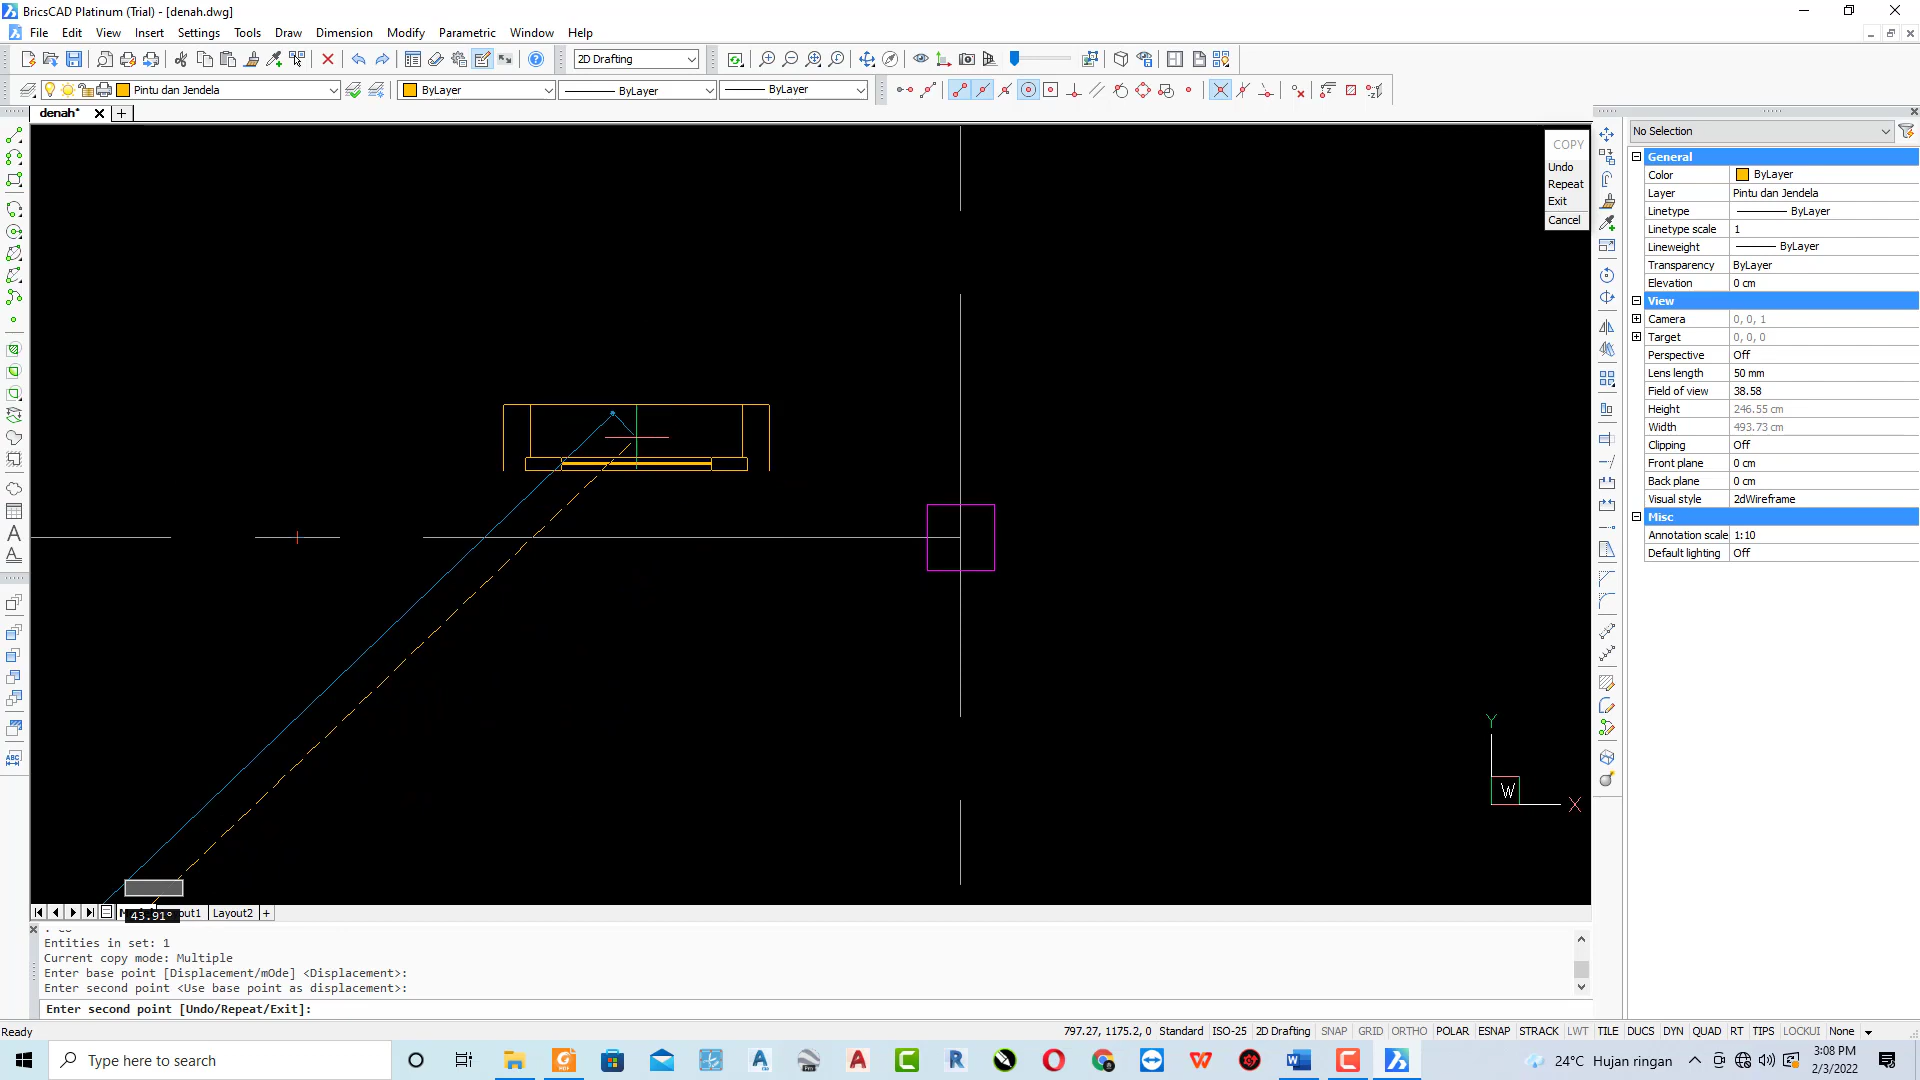 BricsCAD Platinum (Trial) - [denah.dwg]
File Edit View Insert Settings Tools Draw Dimension Modify Parametric Window Help
2D Drafting
Pintu dan Jendela ByLayer ByLayer ByLayer
denah*
COPY
Undo
Repeat
Exit
Cancel
No Selection
General
Color ByLayer
Layer Pintu dan Jendela
Linetype ByLayer
Linetype scale 1
Lineweight ByLayer
Transparency ByLayer
Elevation 0 cm
View
Camera 0, 0, 1
Target 0, 0, 0
Perspective Off
Lens length 50 mm
Field of view 38.58
Height 246.55 cm
Width 493.73 cm
Clipping Off
Front plane 0 cm
Back plane 0 cm
Visual style 2dWireframe
Misc
Annotation scale 1:10
Default lighting Off
Y
W
X
43.91°
Layout2
Entities in set: 1
Current copy mode: Multiple
Enter base point [Displacement/mOde] <Displacement>:
Enter second point <Use base point as displacement>:
Enter second point [Undo/Repeat/Exit]:
Ready 797.27, 1175.2, 0 Standard ISO-25 2D Drafting SNAP GRID ORTHO POLAR ESNAP STRACK LWT TILE DUCS DYN QUAD RT TIPS LOCKUI None
Type here to search
24°C Hujan ringan
3:08 PM
2/3/2022